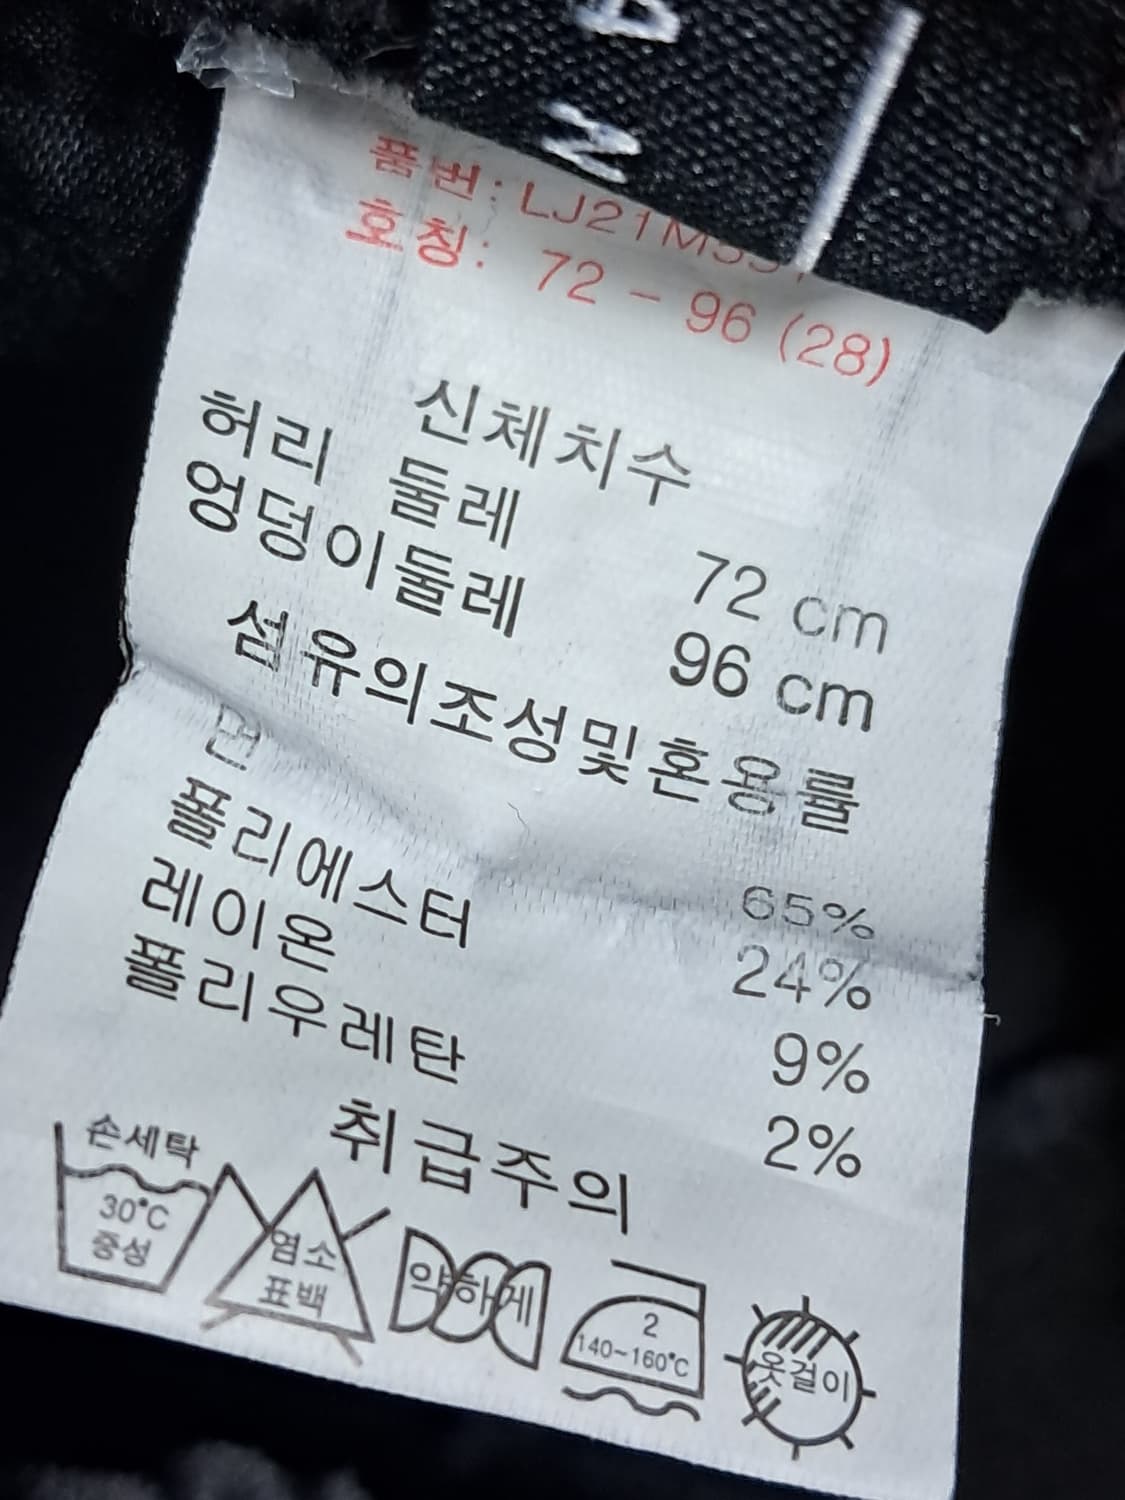 품번: LJ21M
호칭: 72 - 96 (28)
신체치수
허리 둘레 72 cm
엉덩이둘레 96 cm
섬유의조성및혼용률
면 65%
폴리에스터 24%
레이온 9%
폴리우레탄 2%
취급주의
손세탁
30°C
중성
염소
표백
약하게
2
140~160°C
옷걸이